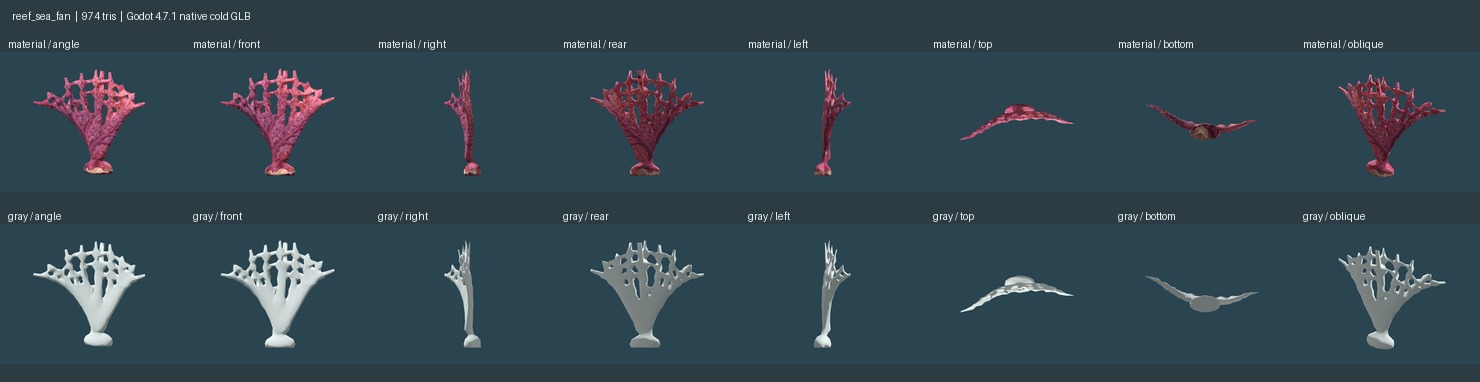 reef_sea_fan | 974 tris | Godot 4.7.1 native cold GLB
material / angle material / front material / right material / rear material / left material / top material / bottom material / oblique
gray / angle gray / front gray / right gray / rear gray / left gray / top gray / bottom gray / oblique